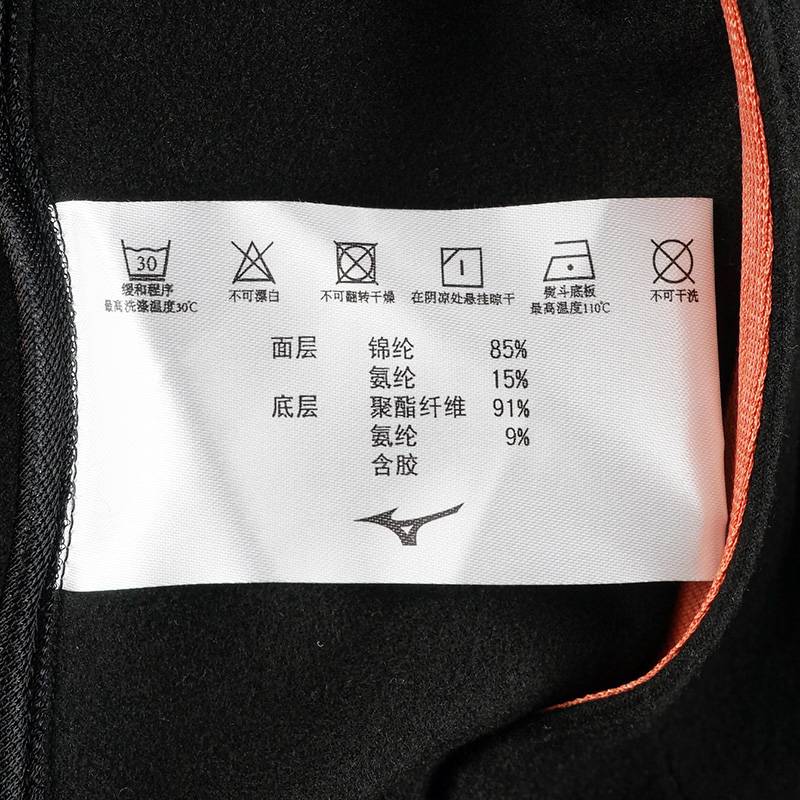 30
缓和程序
最高洗涤温度30℃
不可漂白
不可翻转干燥
在阴凉处悬挂晾干
熨斗底板
最高温度110℃
不可干洗
面层 锦纶 85%
氨纶 15%
底层 聚酯纤维 91%
氨纶 9%
含胶